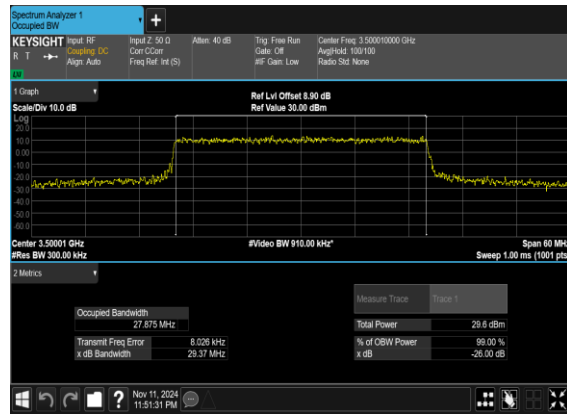 Spectrum Analyzer 1
Occupied BW
+
KEYSIGHT Input: RF Input Z: 50 Ω Atten: 40 dB Trig: Free Run Center Freq: 3.500010000 GHz
R T Coupling: DC Corr CCorr Gate: Off Avg|Hold: 100/100
Align: Auto Freq Ref: Int (S) #IF Gain: Low Radio Std: None
1 Graph Ref Lvl Offset 8.90 dB
Scale/Div 10.0 dB Ref Value 30.00 dBm
Log
20.0
10.0
0.00
-10.0
-20.0
-30.0
-40.0
-50.0
-60.0
Center 3.50001 GHz #Video BW 910.00 kHz* Span 60 MHz
#Res BW 300.00 kHz Sweep 1.00 ms (1001 pts)
2 Metrics
Measure Trace Trace 1
Occupied Bandwidth
27.875 MHz Total Power 29.6 dBm
Transmit Freq Error 8.026 kHz % of OBW Power 99.00 %
x dB Bandwidth 29.37 MHz x dB -26.00 dB
? Nov 11, 2024
11:51:31 PM